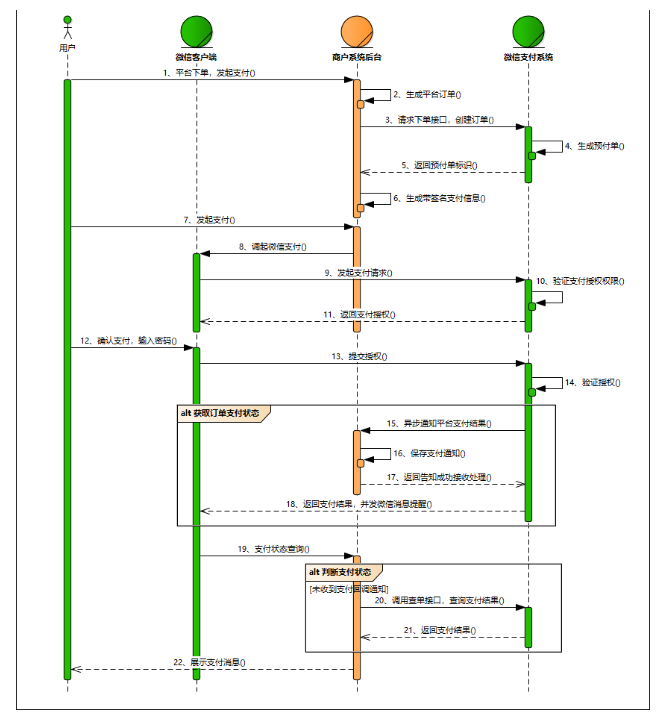 用户
微信客户端
商户系统后台
微信支付系统
1、平台下单，发起支付()
2、生成平台订单()
3、请求下单接口，创建订单()
4、生成预付单()
5、返回预付单标识()
6、生成带签名支付信息()
7、发起支付()
8、调起微信支付()
9、发起支付请求()
10、验证支付授权权限()
11、返回支付授权()
12、确认支付，输入密码()
13、提交授权()
14、验证授权()
alt 获取订单支付状态
15、异步通知平台支付结果()
16、保存支付通知()
17、返回告知成功接收处理()
18、返回支付结果，并发微信消息提醒()
19、支付状态查询()
alt 判断支付状态
[未收到支付回调通知]
20、调用查单接口，查询支付结果()
21、返回支付结果()
22、展示支付消息()